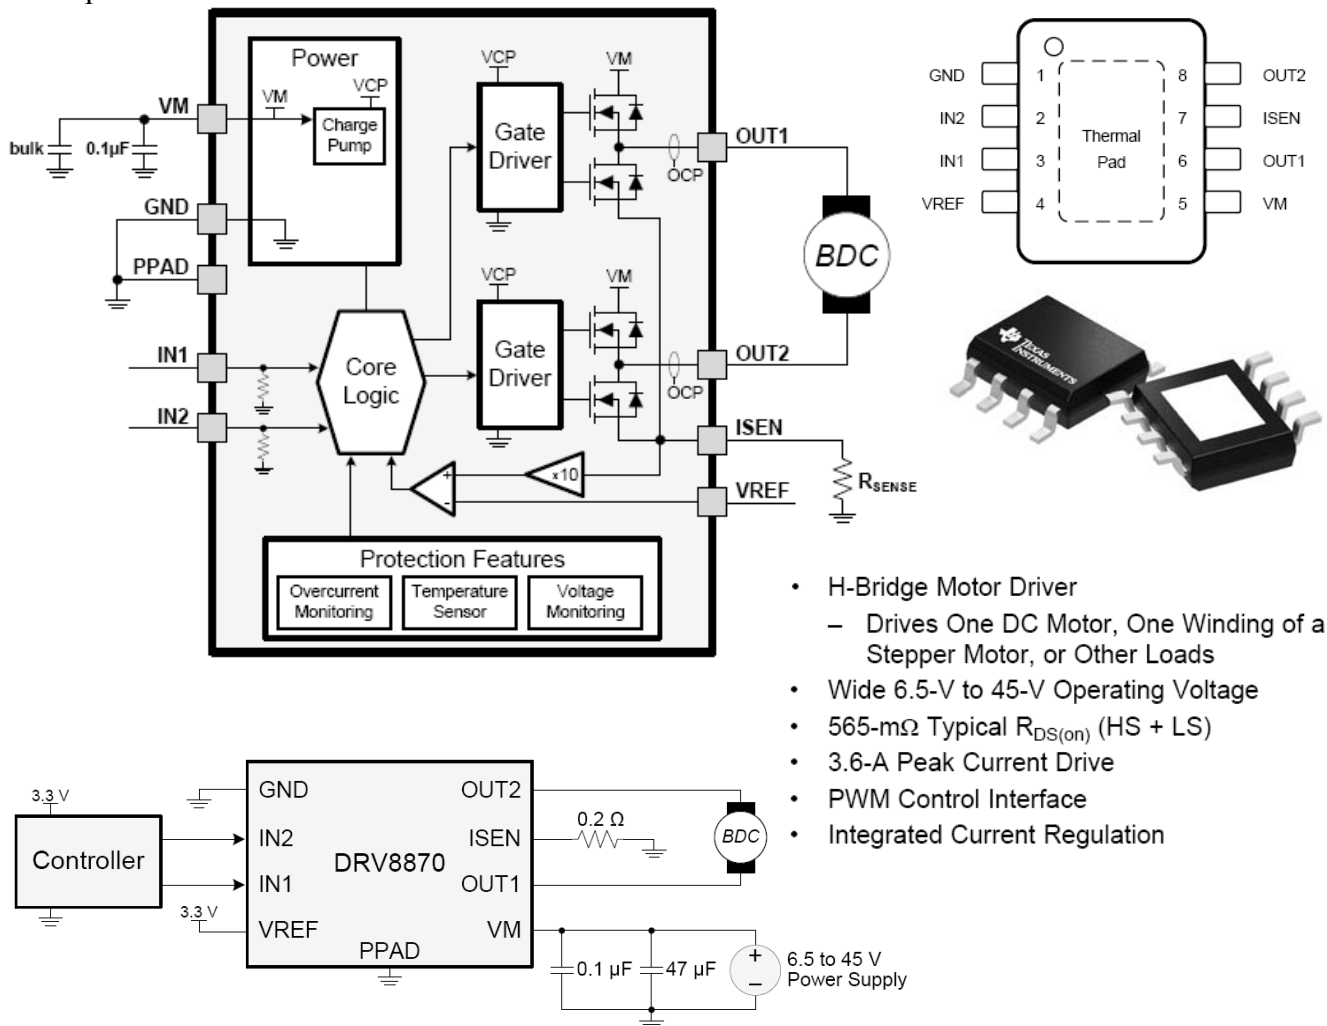 Power
VCP
VM
Charge
Pump
VM
bulk
0.1µF
GND
PPAD
IN1
IN2
VCP
VM
Gate
Driver
OCP
OUT1
BDC
VCP
VM
Gate
Driver
OCP
OUT2
Core
Logic
ISEN
x10
+
-
VREF
RSENSE
Protection Features
Overcurrent
Monitoring
Temperature
Sensor
Voltage
Monitoring
GND 1 8 OUT2
IN2 2 7 ISEN
IN1 3 6 OUT1
VREF 4 5 VM
Thermal
Pad
TEXAS
INSTRUMENTS
• H-Bridge Motor Driver
– Drives One DC Motor, One Winding of a
Stepper Motor, or Other Loads
• Wide 6.5-V to 45-V Operating Voltage
• 565-mΩ Typical RDS(on) (HS + LS)
• 3.6-A Peak Current Drive
• PWM Control Interface
• Integrated Current Regulation
3.3 V
Controller
3.3 V
GND
IN2
IN1
VREF
DRV8870
PPAD
OUT2
ISEN
OUT1
VM
0.2 Ω
BDC
0.1 µF
47 µF
+
–
6.5 to 45 V
Power Supply